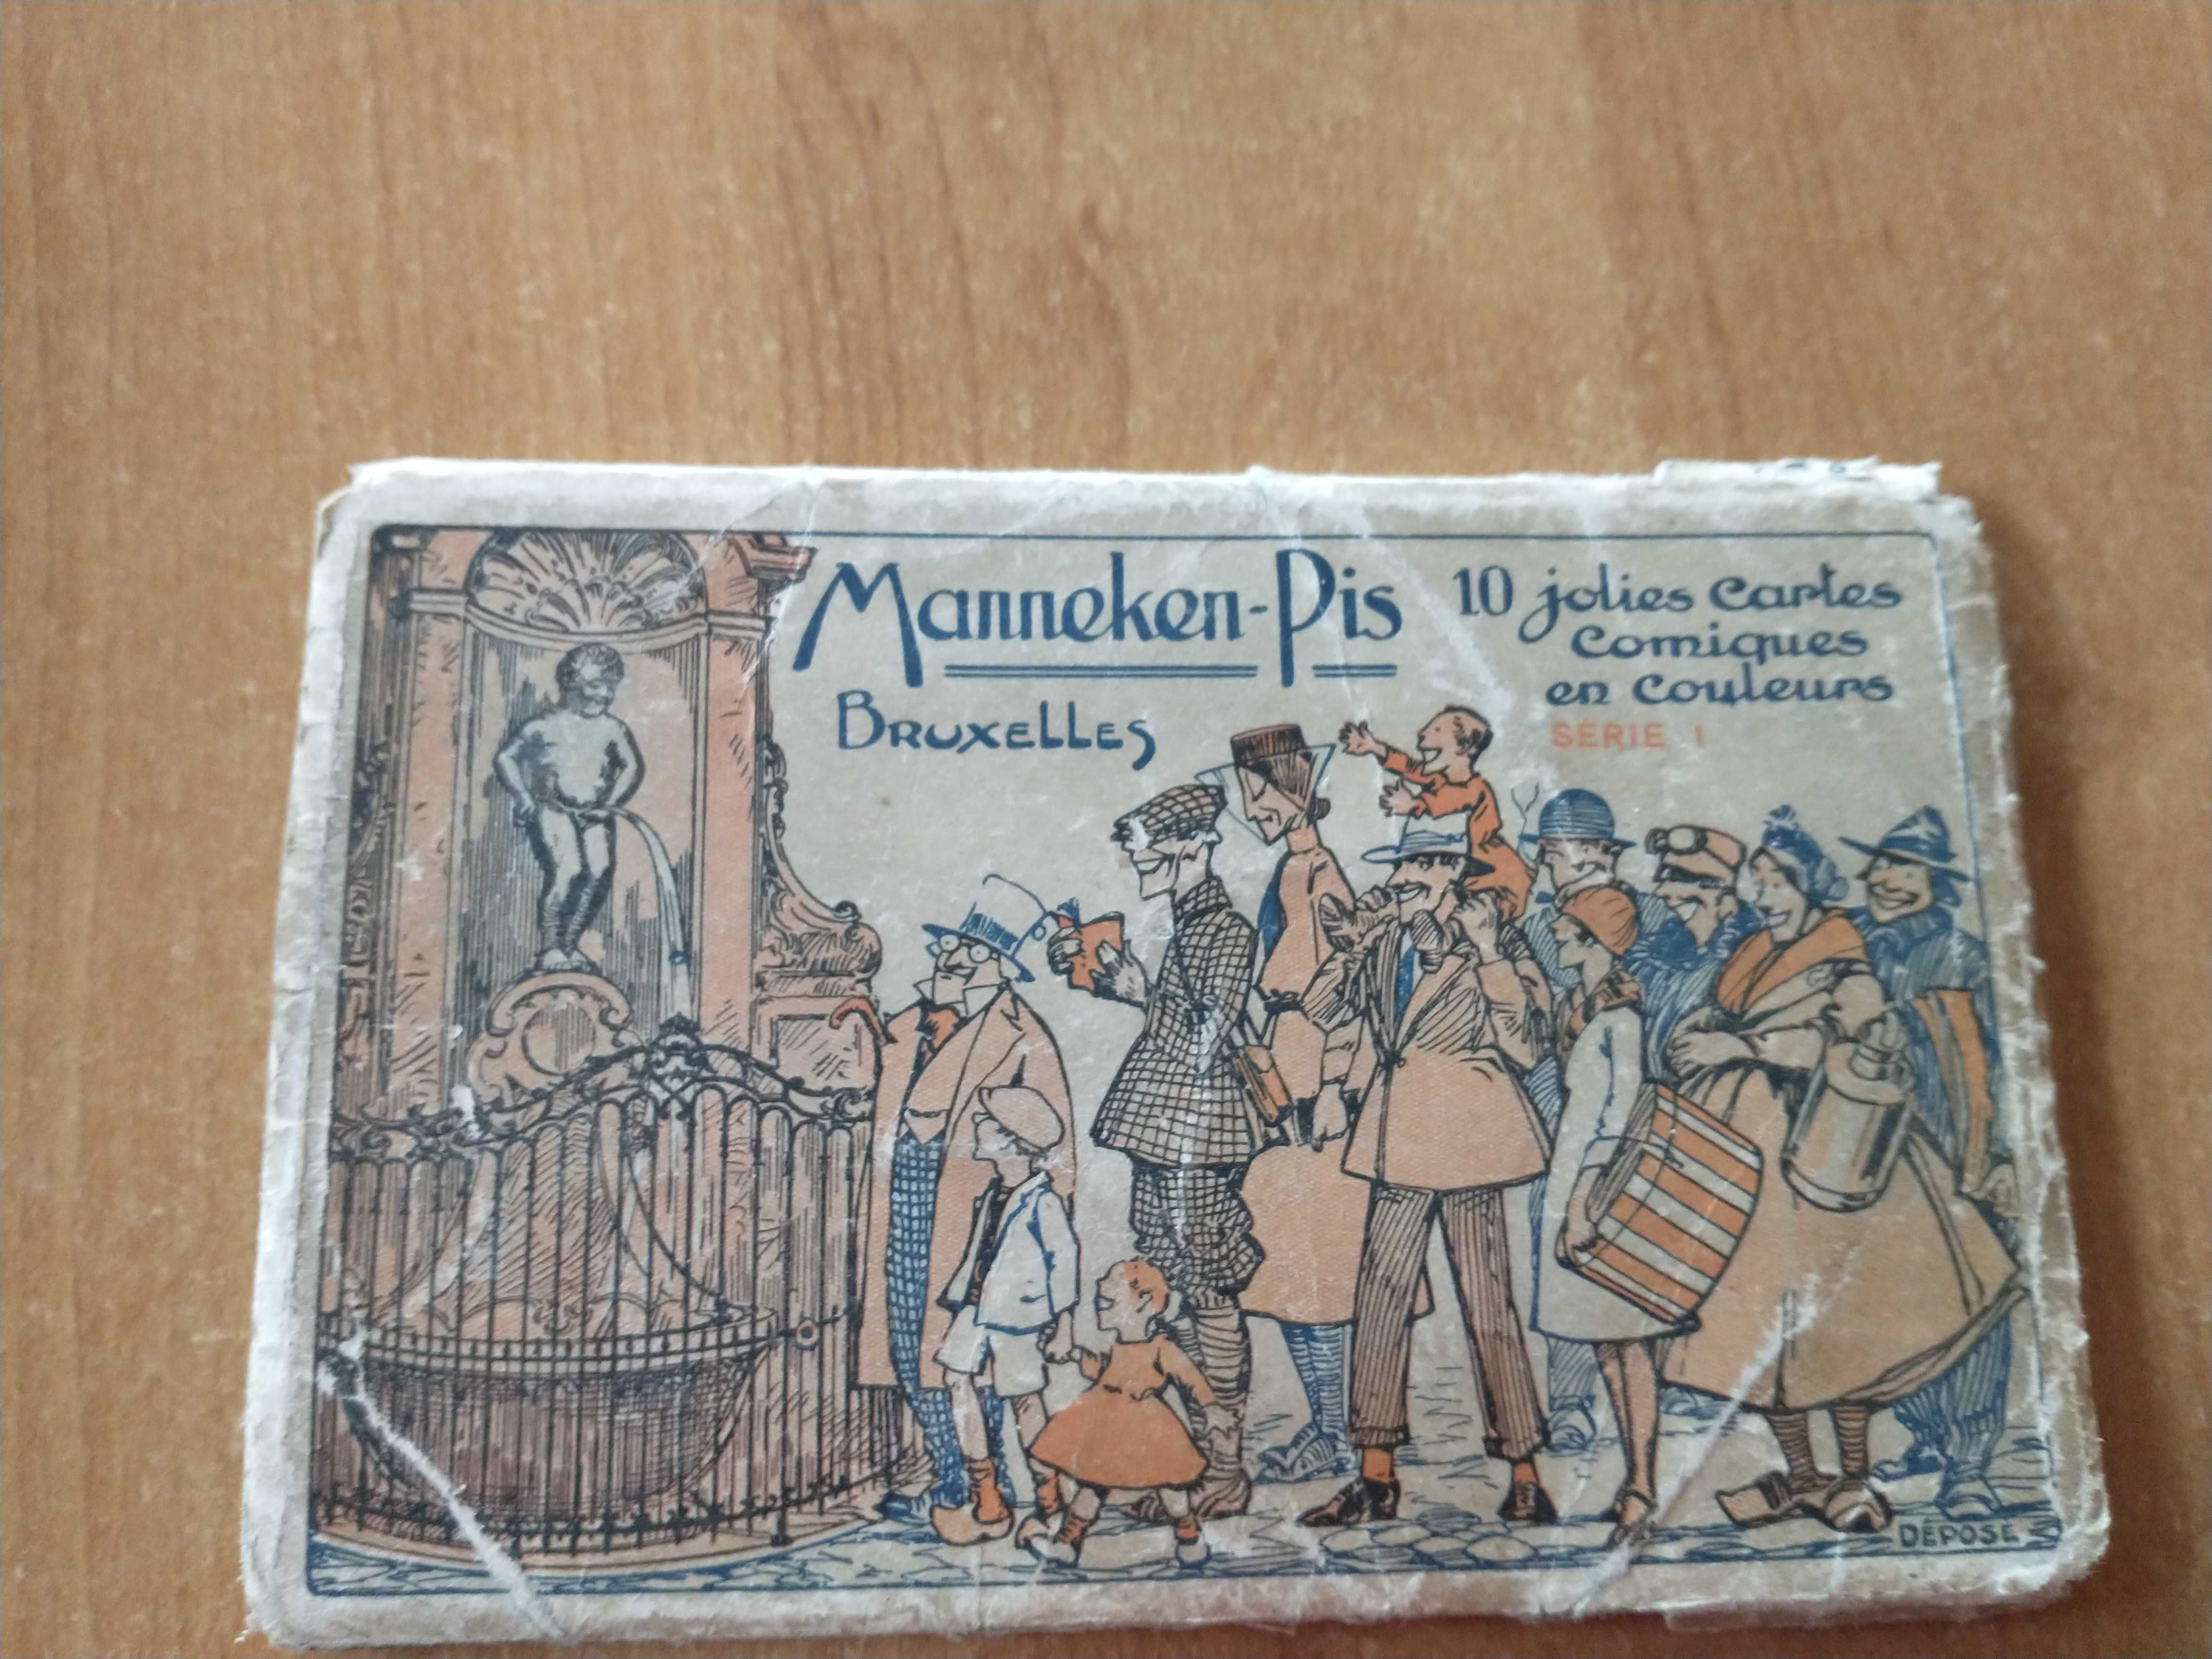 Manneken-Pis
Bruxelles
10 jolies Cartes
Comiques
en Couleurs
SÉRIE 1
DÉPOSÉ